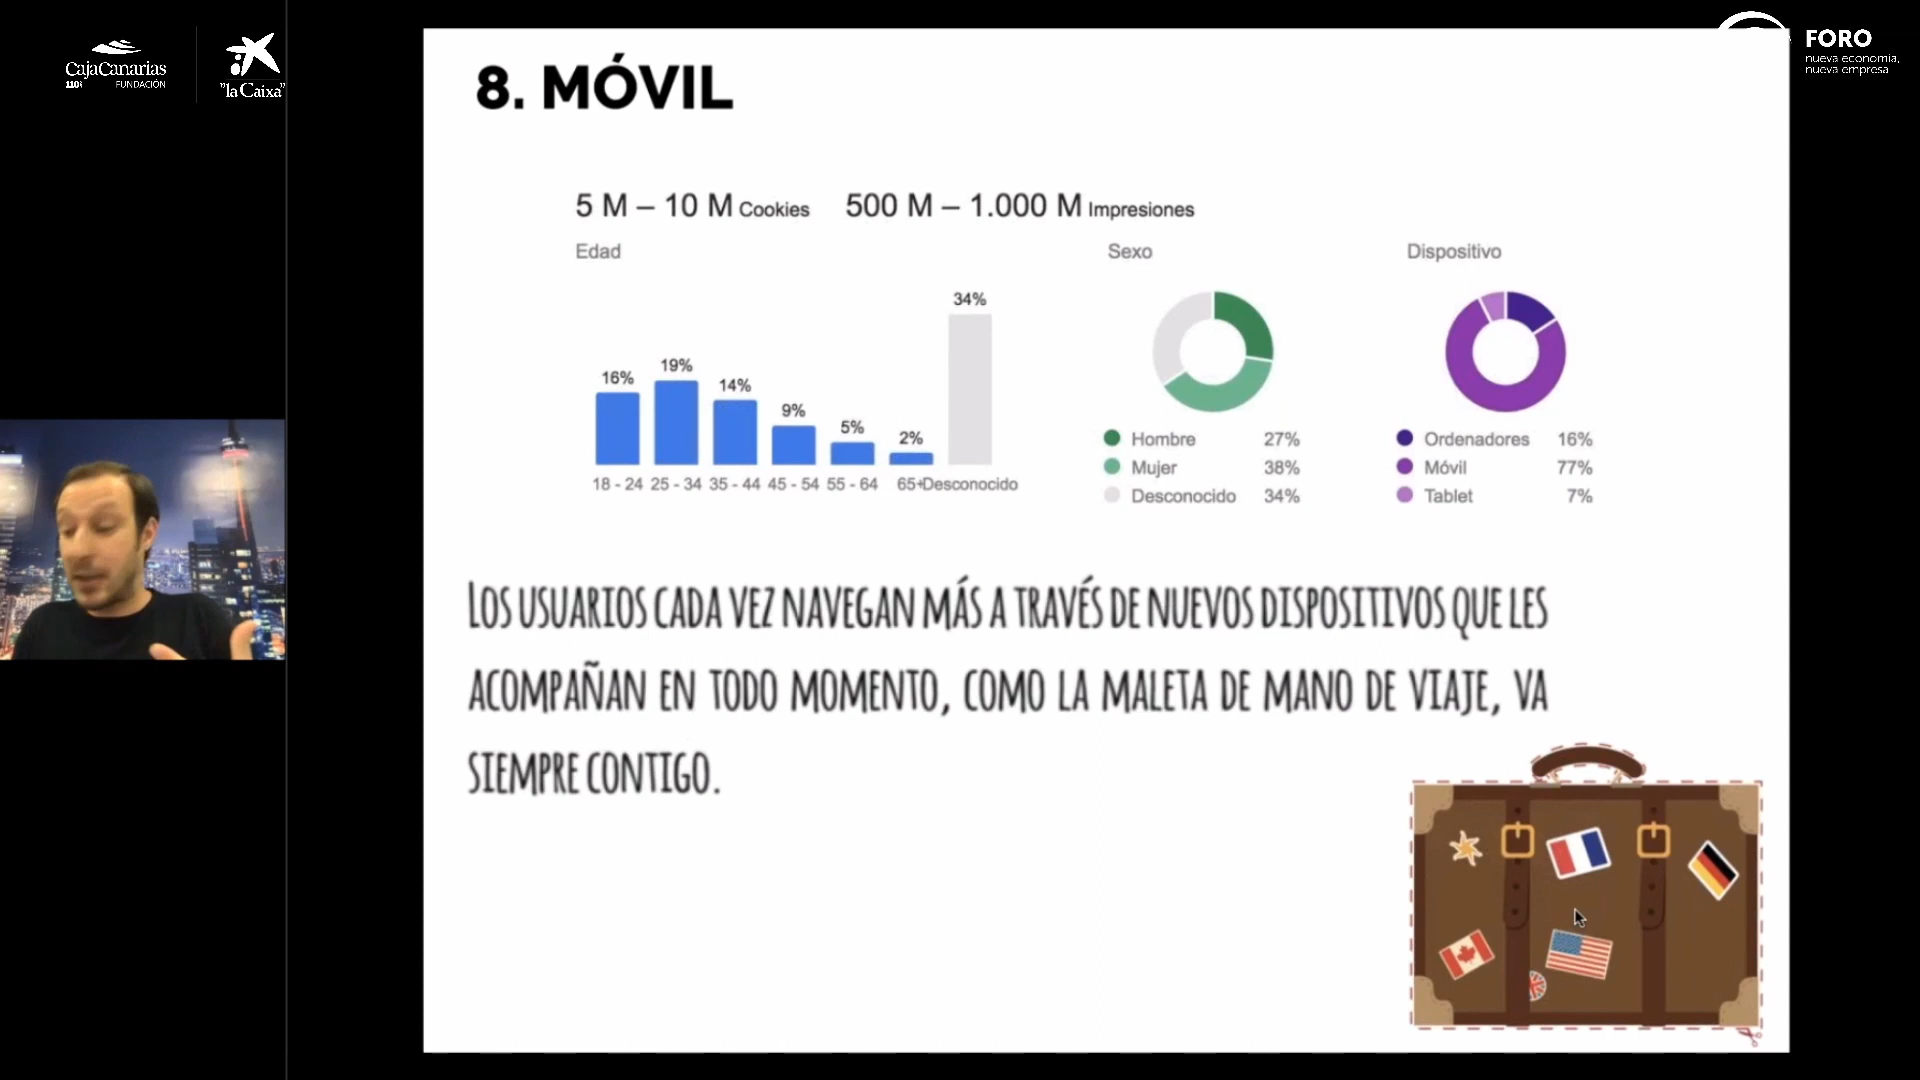 CajaCanarias
FUNDACIÓN
"la Caixa"
FORO
nueva economía,
nueva empresa
8. MÓVIL
5 M – 10 M Cookies 500 M – 1.000 M Impresiones
Edad
16%
19%
14%
9%
5%
2%
34%
18 - 24 25 - 34 35 - 44 45 - 54 55 - 64 65+ Desconocido
Sexo
Hombre 27%
Mujer 38%
Desconocido 34%
Dispositivo
Ordenadores 16%
Móvil 77%
Tablet 7%
LOS USUARIOS CADA VEZ NAVEGAN MÁS A TRAVÉS DE NUEVOS DISPOSITIVOS QUE LES
ACOMPAÑAN EN TODO MOMENTO, COMO LA MALETA DE MANO DE VIAJE, VA
SIEMPRE CONTIGO.